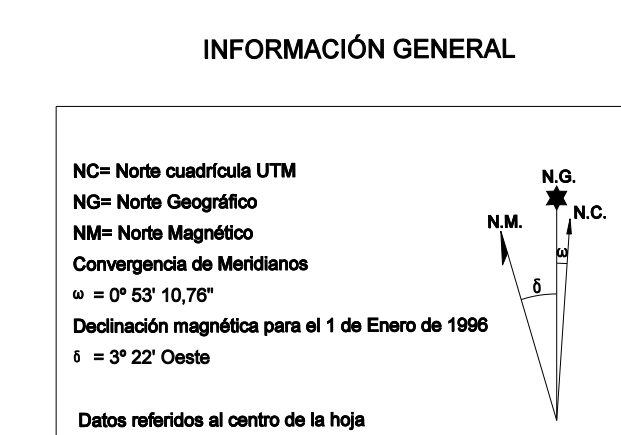 INFORMACIÓN GENERAL
NC= Norte cuadrícula UTM
NG= Norte Geográfico
NM= Norte Magnético
Convergencia de Meridianos
ω = 0º 53' 10,76"
Declinación magnética para el 1 de Enero de 1996
δ = 3º 22' Oeste
Datos referidos al centro de la hoja
N.G.
N.C.
N.M.
ω
δ